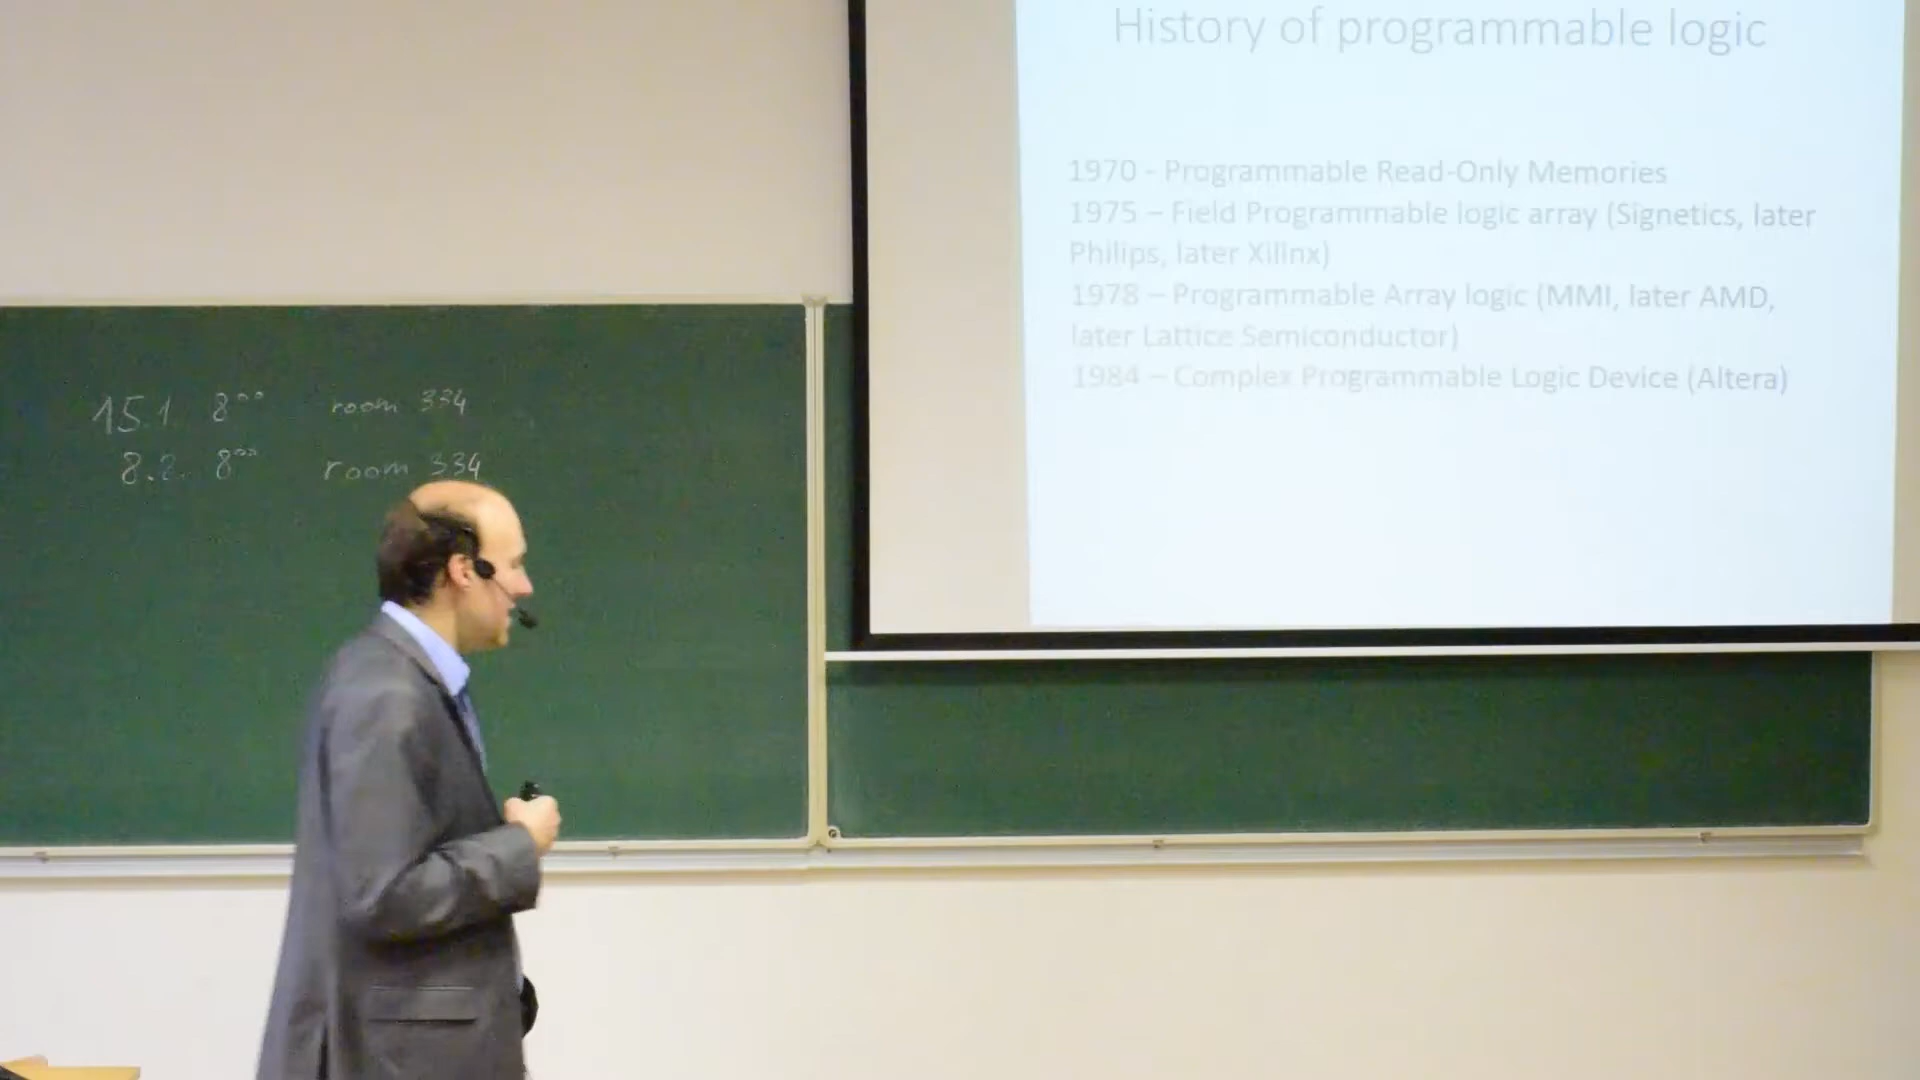 History of programmable logic
1970 - Programmable Read-Only Memories
1975 – Field Programmable logic array (Signetics, later
Philips, later Xilinx)
1978 – Programmable Array logic (MMI, later AMD,
later Lattice Semiconductor)
1984 – Complex Programmable Logic Device (Altera)
15.1. 8⁰⁰ room 334
8.2. 8⁰⁰ room 334